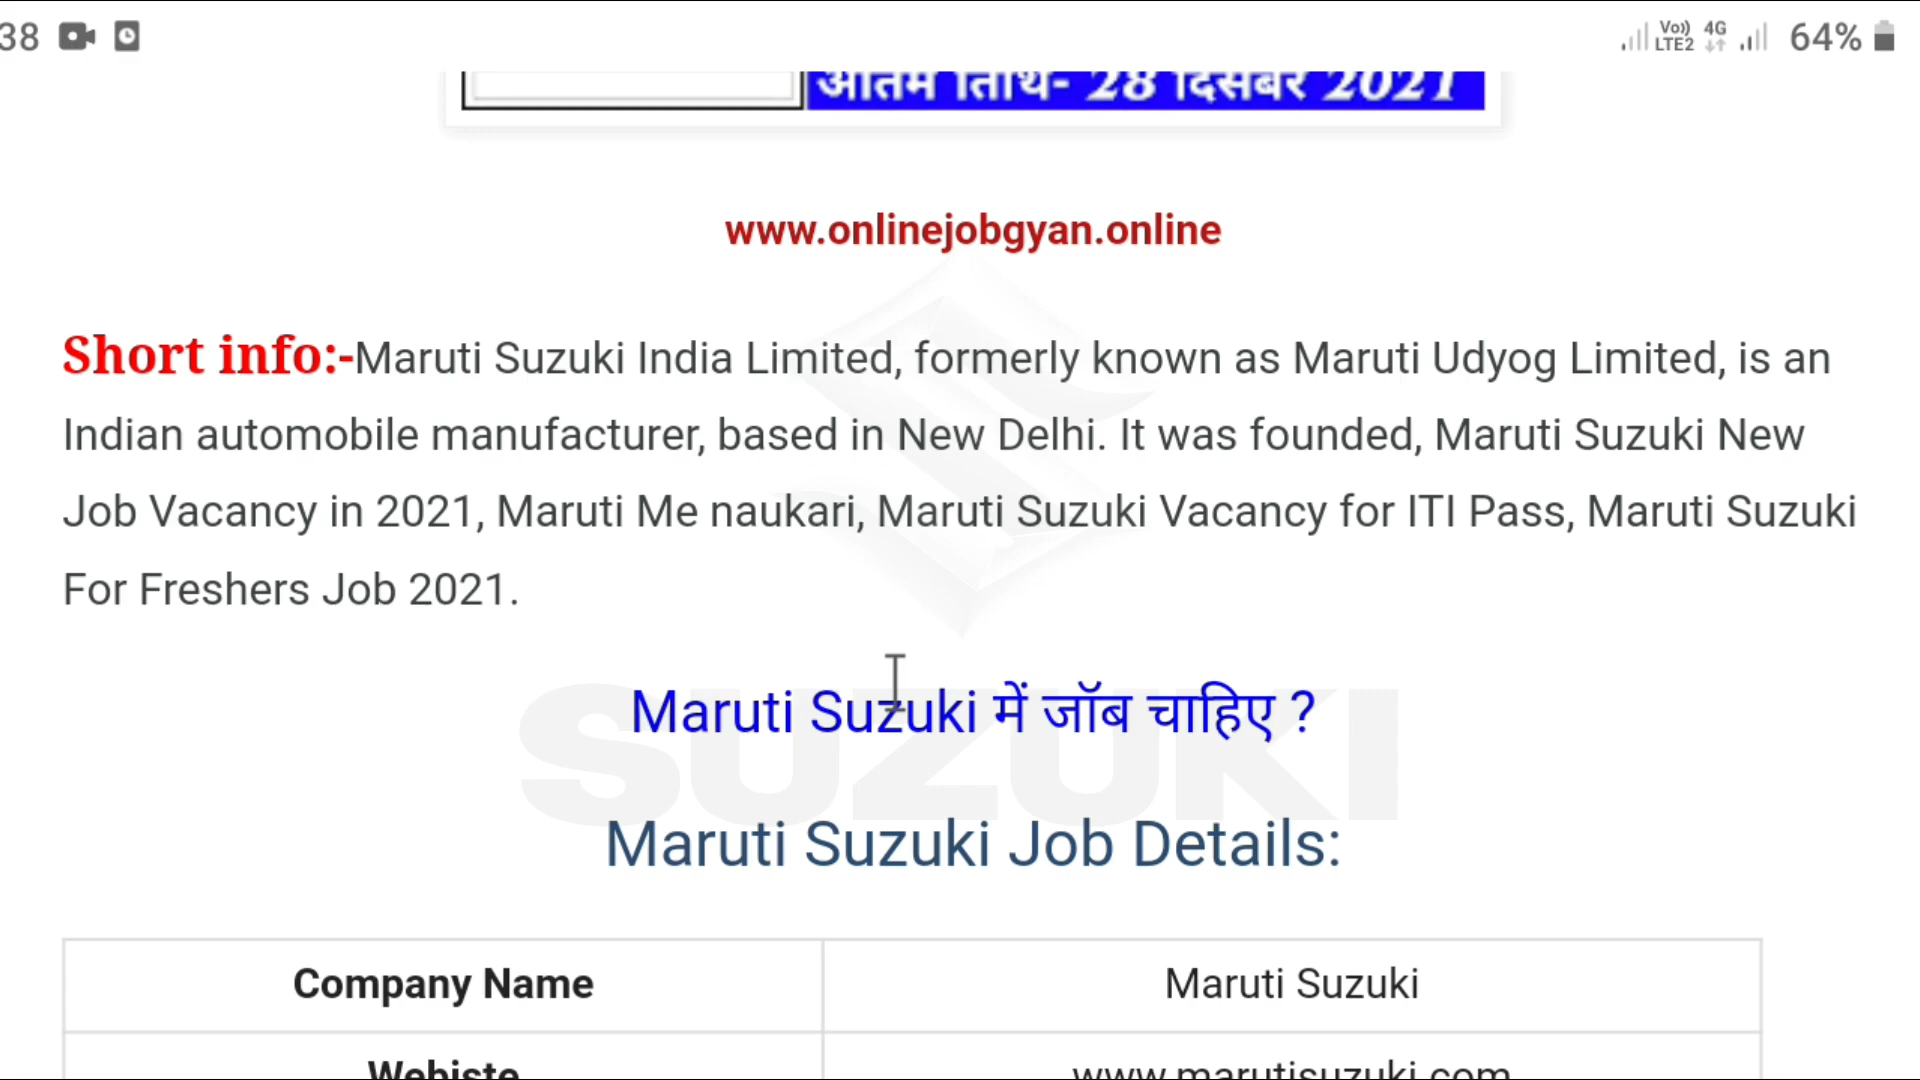 38 Vo)) LTE2 4G 64%
अंतिम तिथि- 28 दिसंबर 2021
www.onlinejobgyan.online
Short info:-Maruti Suzuki India Limited, formerly known as Maruti Udyog Limited, is an
Indian automobile manufacturer, based in New Delhi. It was founded, Maruti Suzuki New
Job Vacancy in 2021, Maruti Me naukari, Maruti Suzuki Vacancy for ITI Pass, Maruti Suzuki
For Freshers Job 2021.
Maruti Suzuki में जॉब चाहिए ?
SUZUKI
Maruti Suzuki Job Details:
Company Name Maruti Suzuki
Webiste www.marutisuzuki.com